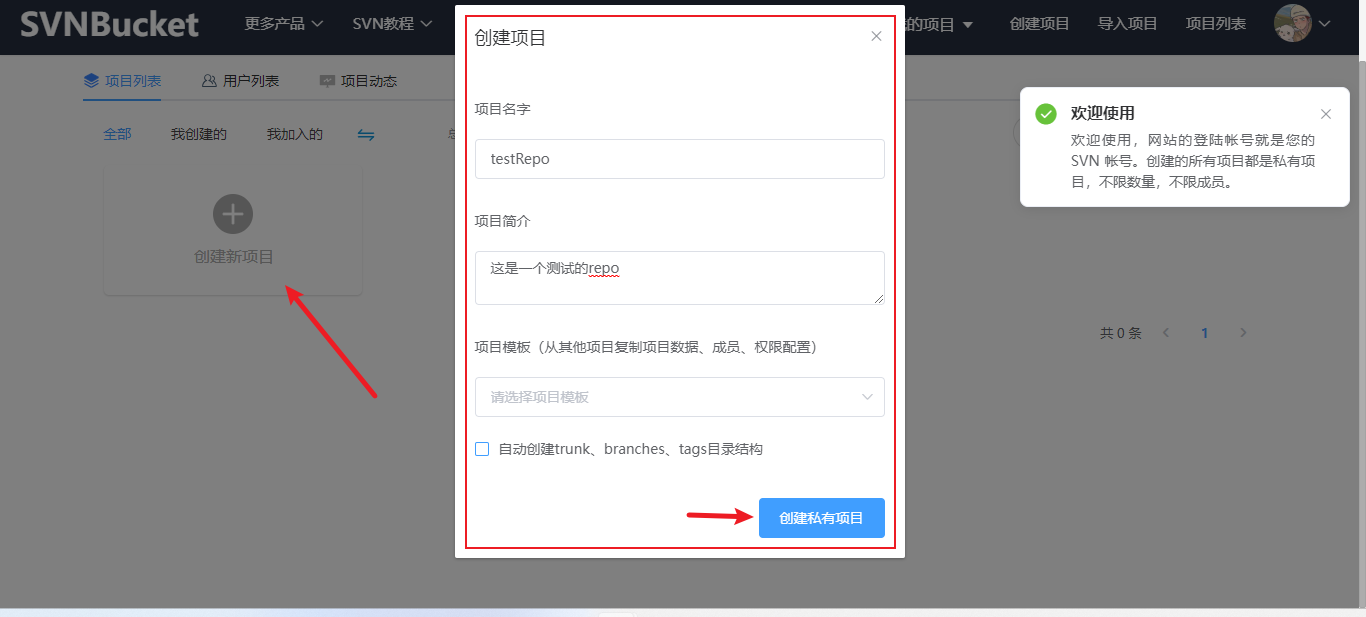 SVNBucket
更多产品
SVN教程
的项目
创建项目
导入项目
项目列表
项目列表
用户列表
项目动态
全部
我创建的
我加入的
创建新项目
创建项目
项目名字
testRepo
项目简介
这是一个测试的repo
项目模板（从其他项目复制项目数据、成员、权限配置）
请选择项目模板
自动创建trunk、branches、tags目录结构
创建私有项目
欢迎使用
欢迎使用，网站的登陆帐号就是您的
SVN 帐号。创建的所有项目都是私有项
目，不限数量，不限成员。
共 0 条
1